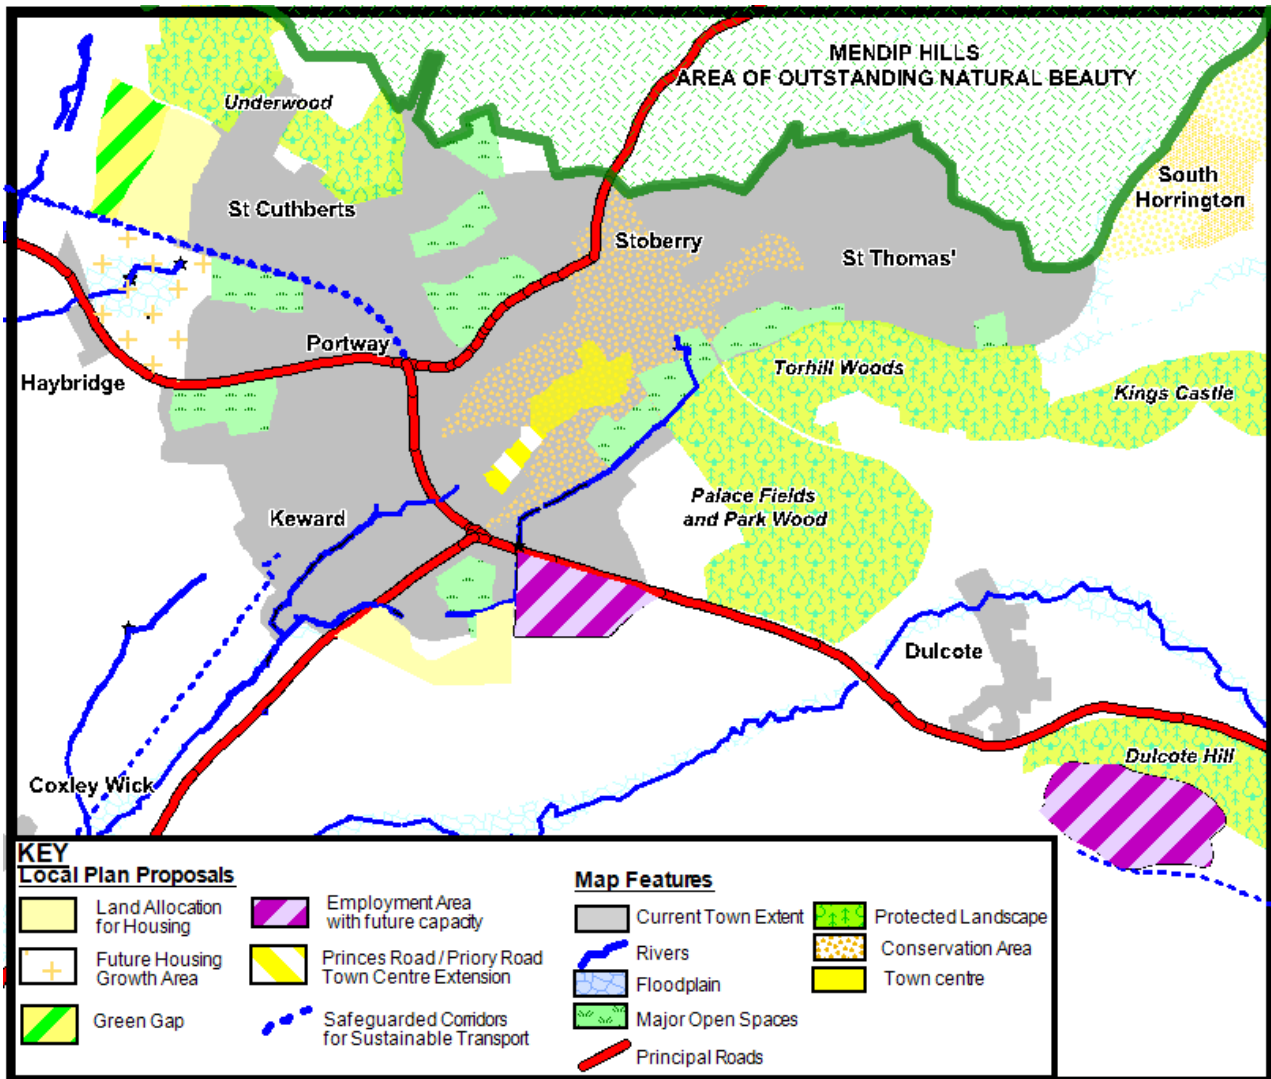 MENDIP HILLS
AREA OF OUTSTANDING NATURAL BEAUTY
Underwood
South
Horrington
St Cuthberts
Stoberry
St Thomas'
Portway
Haybridge
Torhill Woods
Kings Castle
Palace Fields
and Park Wood
Keward
Dulcote
Dulcote Hill
Coxley Wick
KEY
Local Plan Proposals
Land Allocation
for Housing
Future Housing
Growth Area
Green Gap
Employment Area
with future capacity
Princes Road / Priory Road
Town Centre Extension
Safeguarded Corridors
for Sustainable Transport
Map Features
Current Town Extent
Rivers
Floodplain
Major Open Spaces
Principal Roads
Protected Landscape
Conservation Area
Town centre